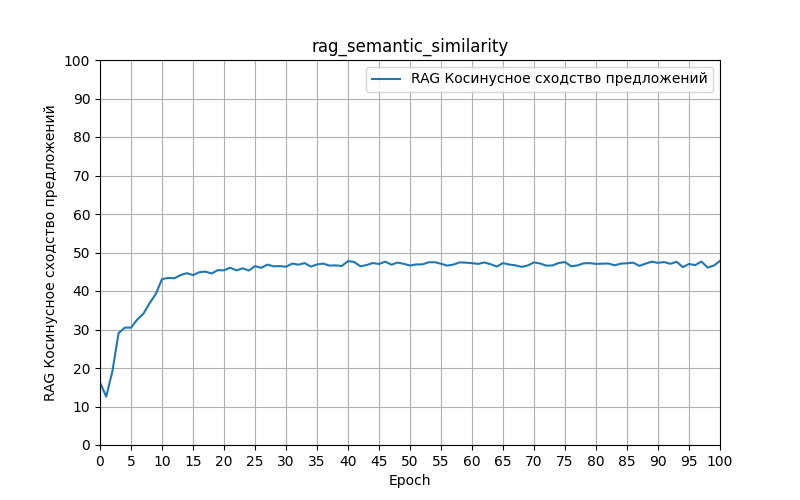 rag_semantic_similarity
RAG Косинусное сходство предложений
RAG Косинусное сходство предложений
100
90
80
70
60
50
40
30
20
10
0
0 5 10 15 20 25 30 35 40 45 50 55 60 65 70 75 80 85 90 95 100
Epoch